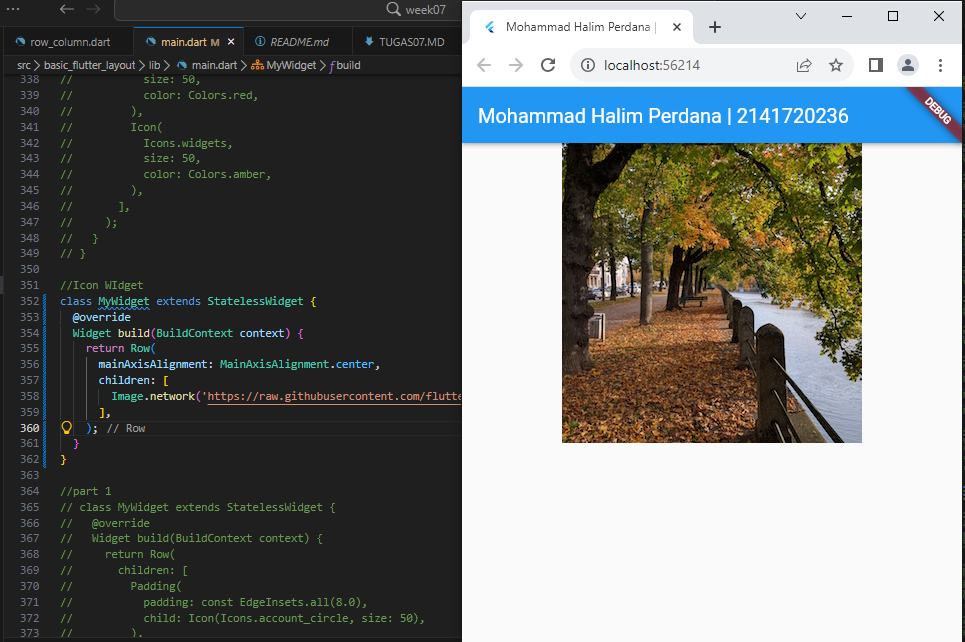 week07
row_column.dart
main.dart M
README.md
TUGAS07.MD
src > basic_flutter_layout > lib > main.dart > MyWidget > build
338 // size: 50,
339 // color: Colors.red,
340 // ),
341 // Icon(
342 // Icons.widgets,
343 // size: 50,
344 // color: Colors.amber,
345 // ),
346 // ],
347 // );
348 // }
349 // }
350
351 //Icon WIdget
352 class MyWidget extends StatelessWidget {
353 @override
354 Widget build(BuildContext context) {
355 return Row(
356 mainAxisAlignment: MainAxisAlignment.center,
357 children: [
358 Image.network('https://raw.githubusercontent.com/flutte
359 ],
360 ); // Row
361 }
362 }
363
364 //part 1
365 // class MyWidget extends StatelessWidget {
366 // @override
367 // Widget build(BuildContext context) {
368 // return Row(
369 // children: [
370 // Padding(
371 // padding: const EdgeInsets.all(8.0),
372 // child: Icon(Icons.account_circle, size: 50),
373 // ),
Mohammad Halim Perdana |
localhost:56214
Mohammad Halim Perdana | 2141720236
DEBUG